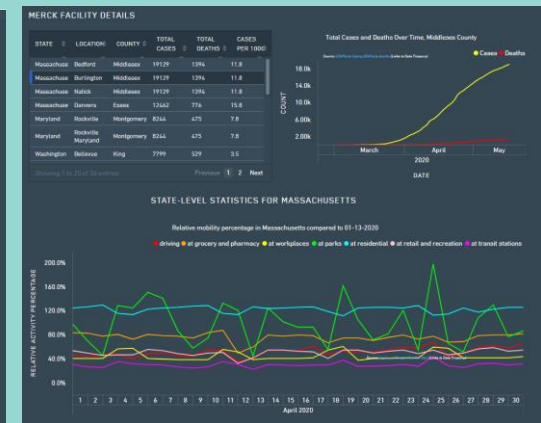 MERCK FACILITY DETAILS
STATE LOCATION COUNTY TOTAL CASES TOTAL DEATHS CASES PER 1000
Massachuse Bedford Middlesex 19129 1394 11.8
Massachuse Burlington Middlesex 19129 1394 11.8
Massachuse Natick Middlesex 19129 1394 11.8
Massachuse Danvers Essex 12462 776 15.8
Maryland Rockville Montgomery 8244 475 7.8
Maryland Rockville Maryland Montgomery 8244 475 7.8
Washington Bellevue King 7799 529 3.5
Previous 1 2 Next
Total Cases and Deaths Over Time, Middlesex County
Cases Deaths
18.0k
14.0k
10.0k
6.00k
2.00k
COUNT
March April May
2020
DATE
STATE-LEVEL STATISTICS FOR MASSACHUSETTS
Relative mobility percentage in Massachusetts compared to 01-13-2020
driving at grocery and pharmacy at workplaces at parks at residential at retail and recreation at transit stations
200.0%
160.0%
120.0%
80.0%
40.0%
0.0%
RELATIVE ACTIVITY PERCENTAGE
1 2 3 4 5 6 7 8 9 10 11 12 13 14 15 16 17 18 19 20 21 22 23 24 25 26 27 28 29 30
April 2020